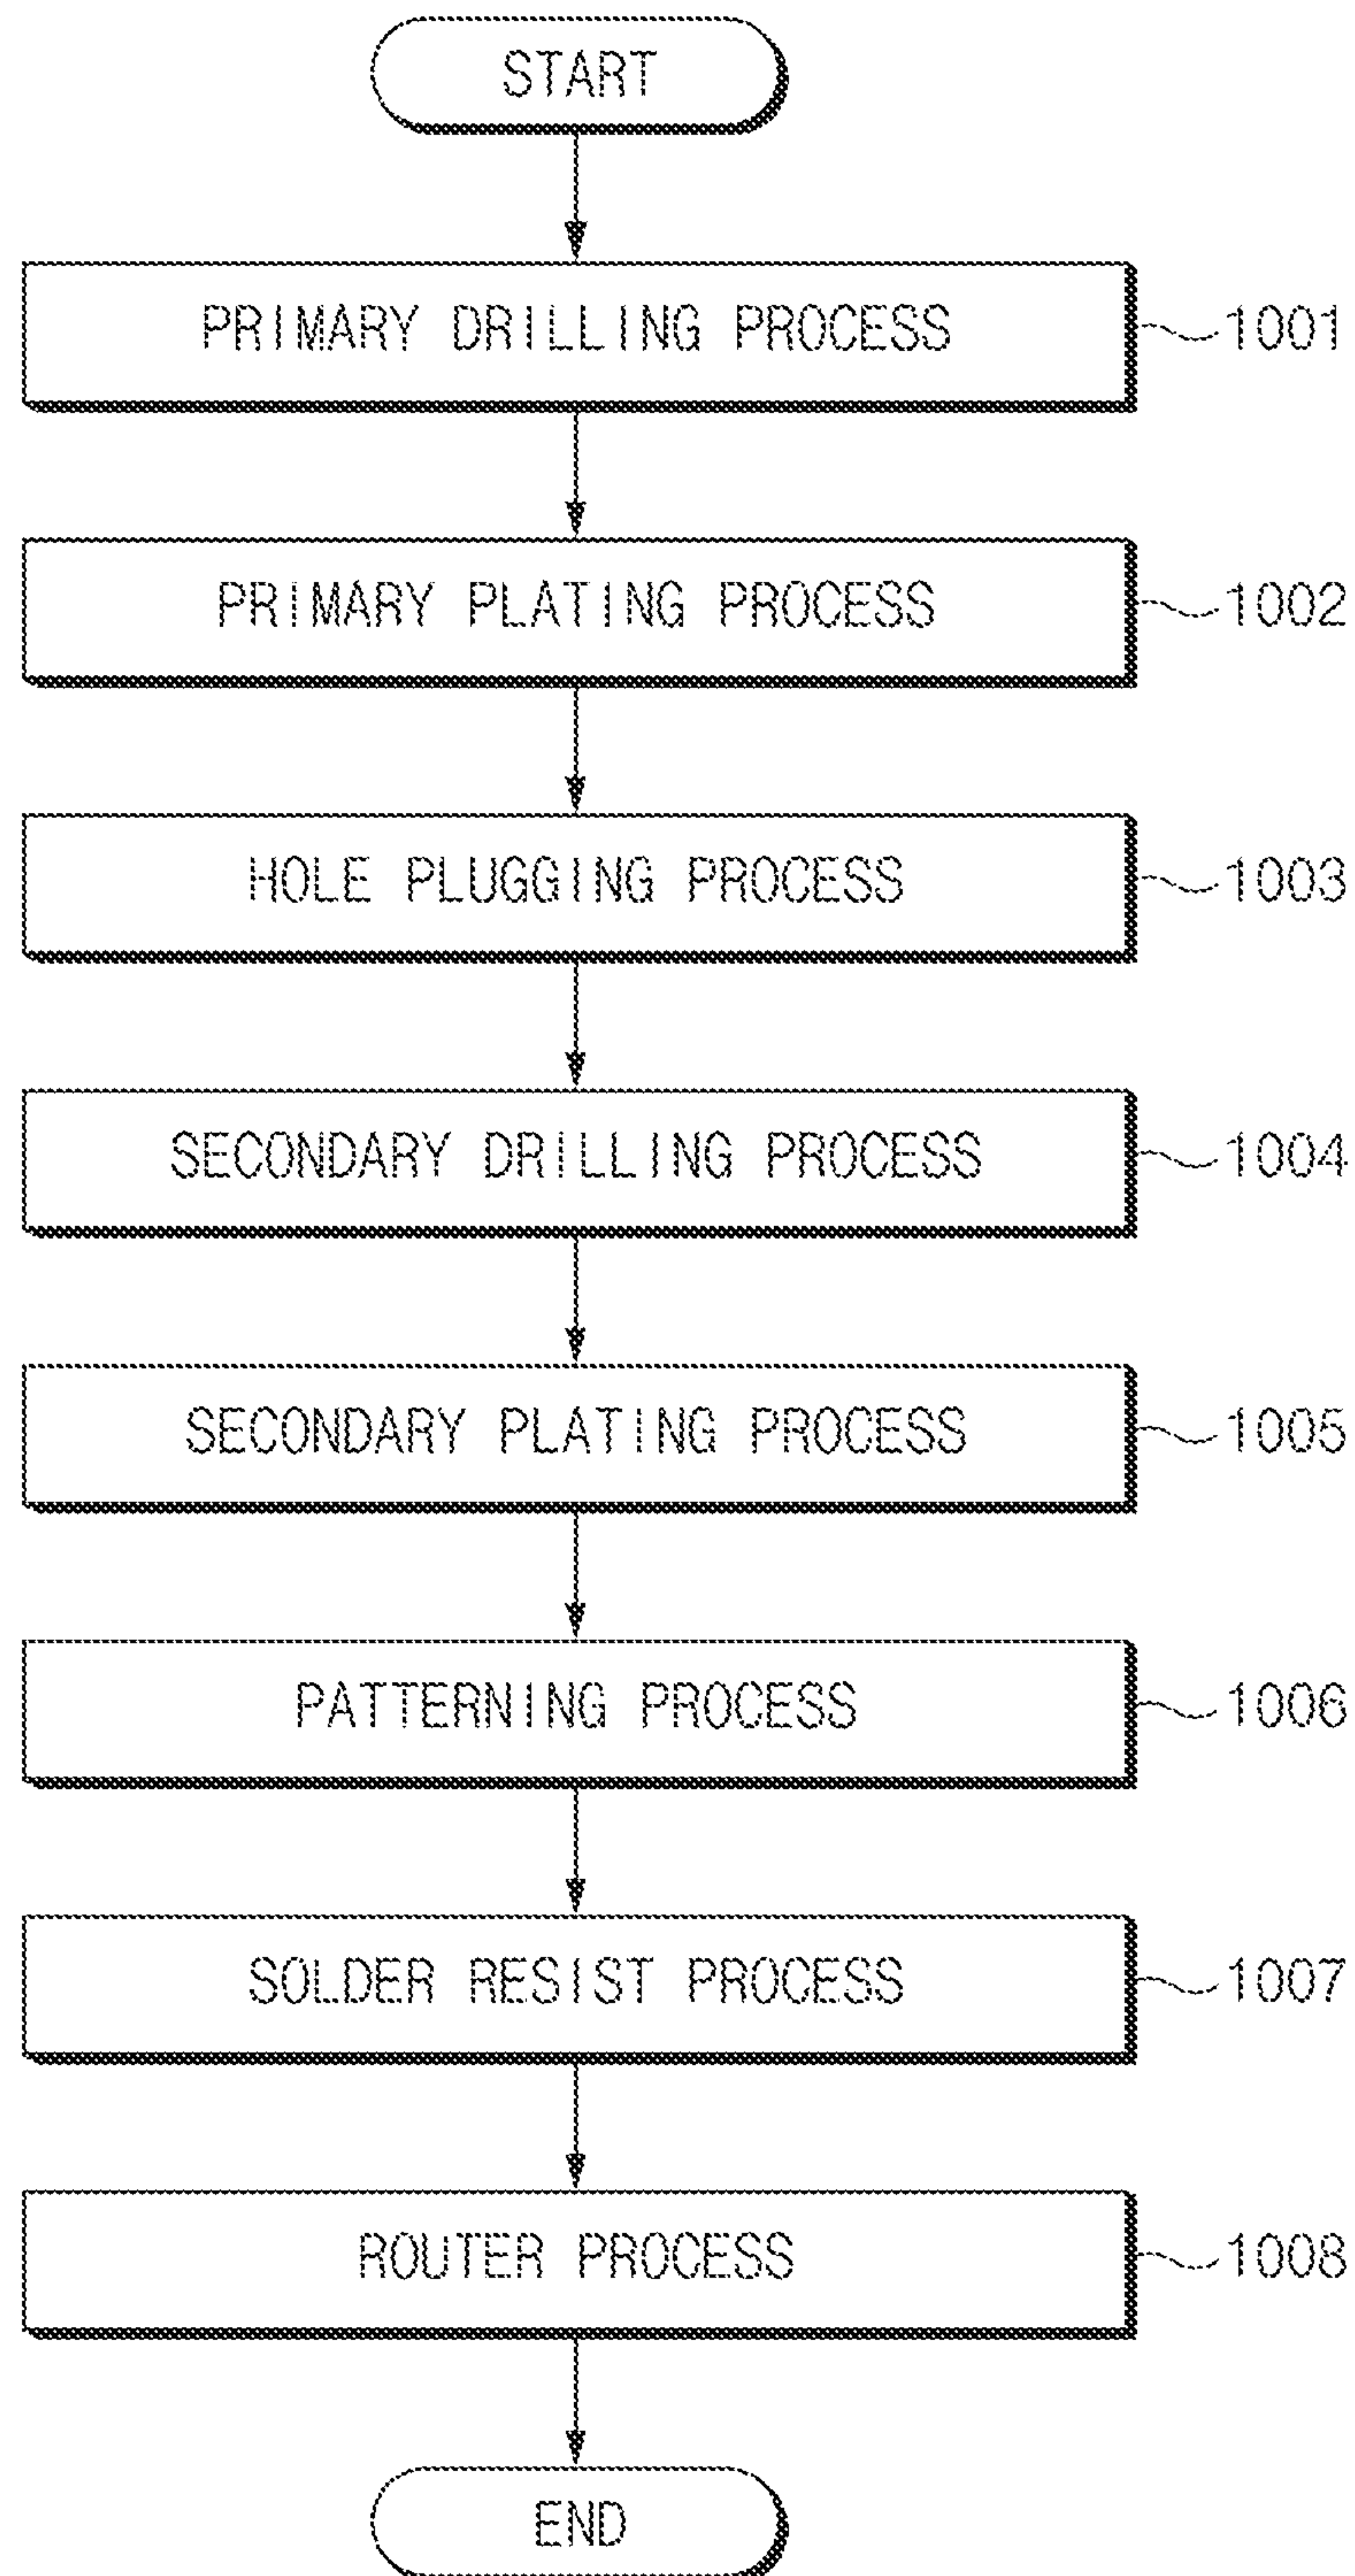 START
PRIMARY DRILLING PROCESS 1001
PRIMARY PLATING PROCESS 1002
HOLE PLUGGING PROCESS 1003
SECONDARY DRILLING PROCESS 1004
SECONDARY PLATING PROCESS 1005
PATTERNING PROCESS 1006
SOLDER RESIST PROCESS 1007
ROUTER PROCESS 1008
END